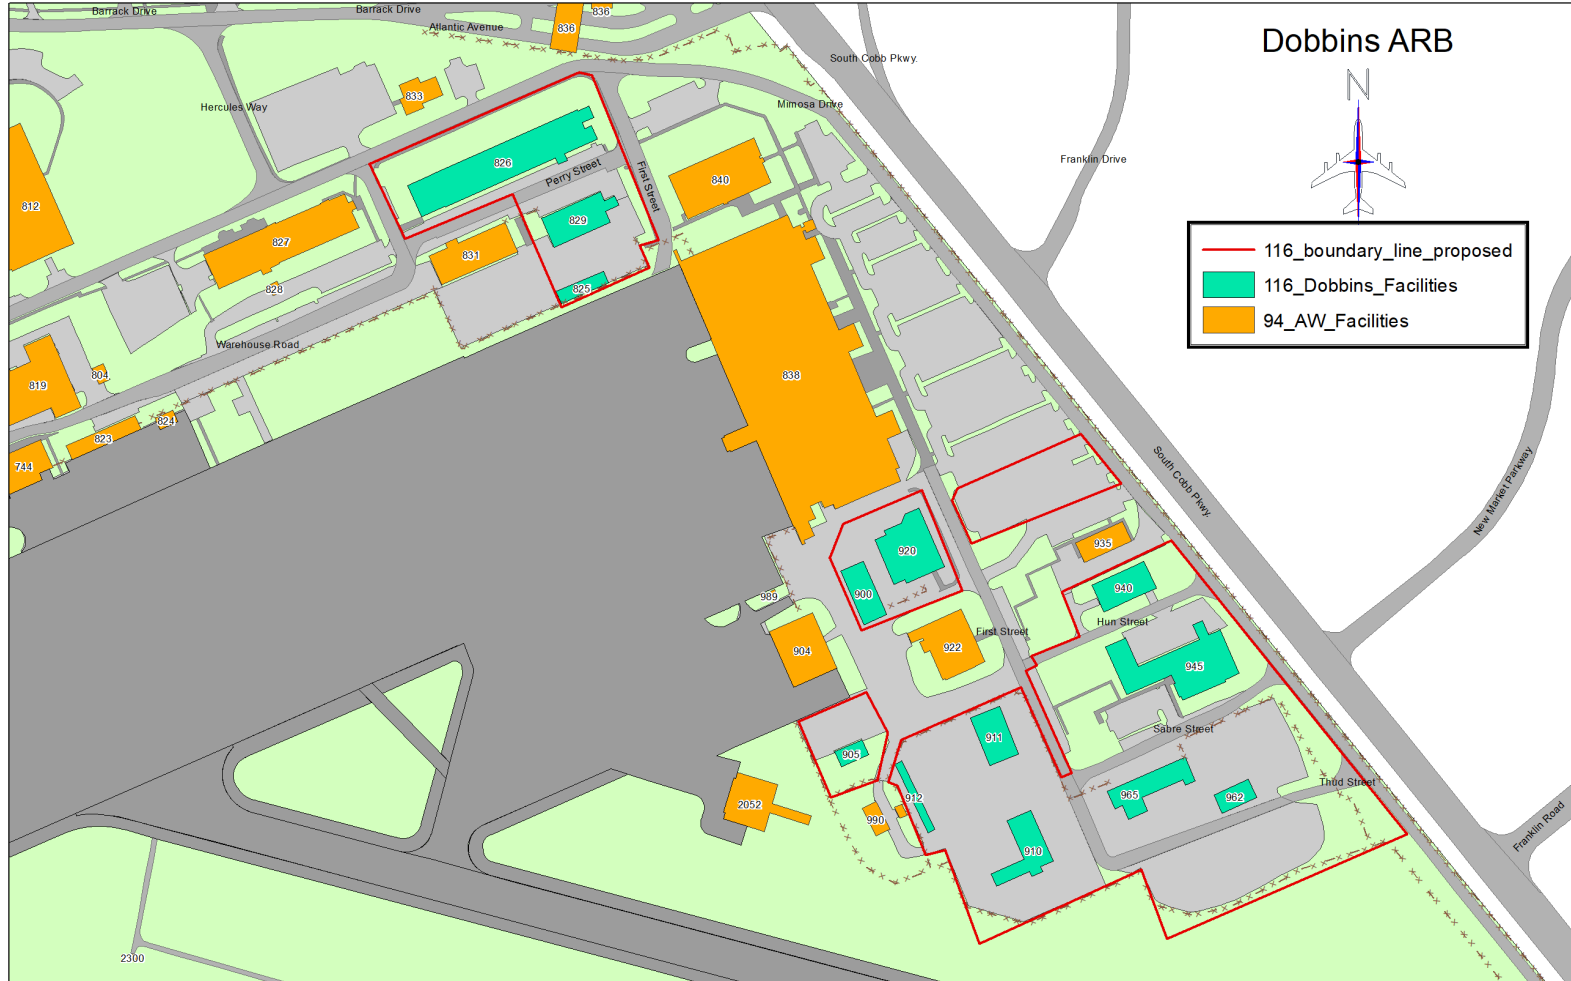 Barrack Drive
Barrack Drive
836
836
Atlantic Avenue
Dobbins ARB
South Cobb Pkwy.
N
833
Hercules Way
Mimosa Drive
826
Franklin Drive
Perry Street
First Street
840
812
829
827
831
116_boundary_line_proposed
828
825
116_Dobbins_Facilities
94_AW_Facilities
Warehouse Road
804
819
838
824
823
744
South Cobb Pkwy.
New Market Parkway
935
920
940
900
989
Hun Street
First Street
904
922
945
911
Sabre Street
905
Thud Street
965
962
912
2052
990
Franklin Road
910
2300